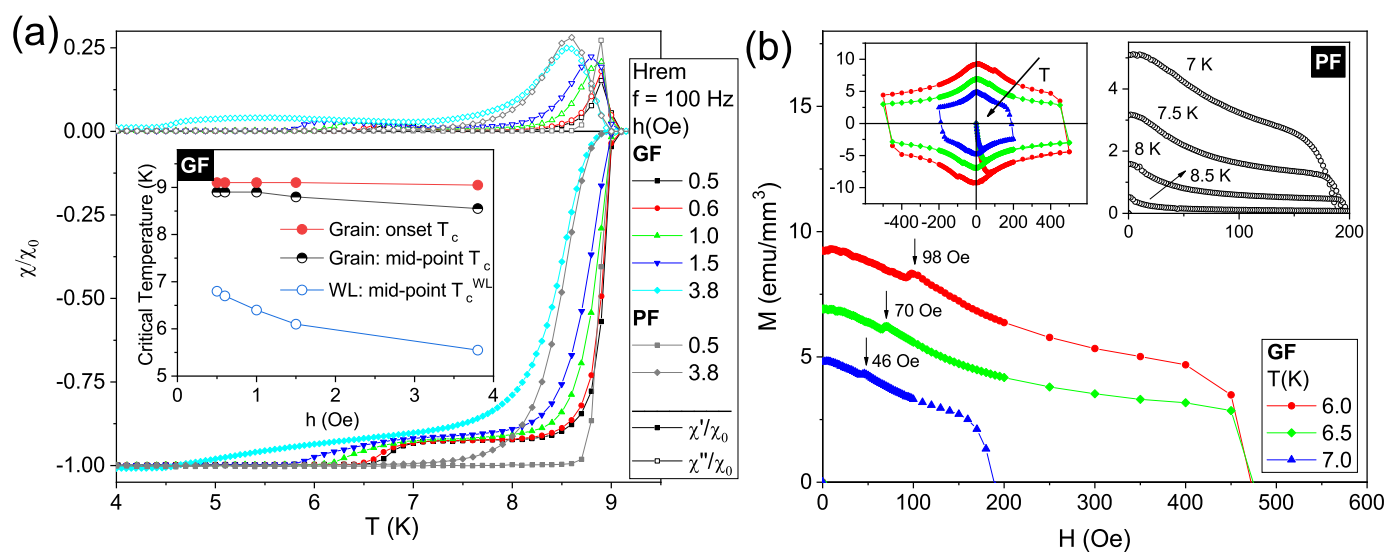 (a)
0.25
0.00
-0.25
-0.50
-0.75
-1.00
χ/χ0
4
5
6
7
8
9
T (K)
Hrem
f = 100 Hz
h(Oe)
GF
0.5
0.6
1.0
1.5
3.8
PF
0.5
3.8
χ'/χ0
χ''/χ0
GF
Critical Temperature (K)
9
8
7
6
5
Grain: onset Tc
Grain: mid-point Tc
WL: mid-point TcWL
0
1
2
3
4
h (Oe)
(b)
15
10
5
0
M (emu/mm³)
0
100
200
300
400
500
600
H (Oe)
98 Oe
70 Oe
46 Oe
GF
T(K)
6.0
6.5
7.0
10
5
0
-5
-10
-400
-200
0
200
400
T
PF
4
2
0
0
100
200
7 K
7.5 K
8 K
8.5 K